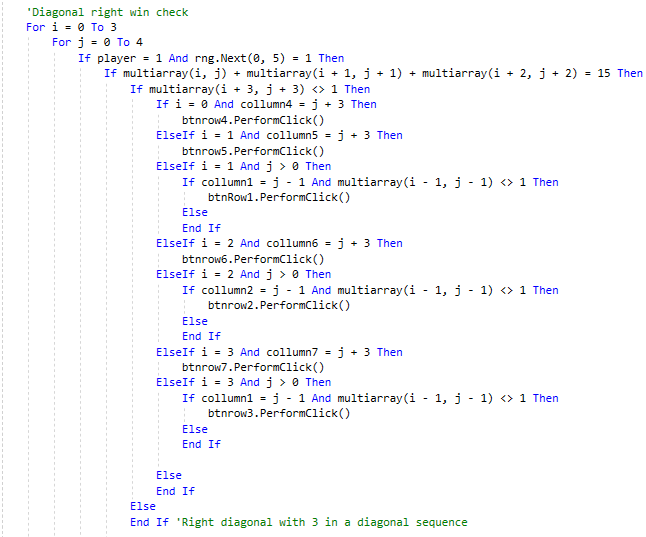 'Diagonal right win check
For i = 0 To 3
For j = 0 To 4
If player = 1 And rng.Next(0, 5) = 1 Then
If multiarray(i, j) + multiarray(i + 1, j + 1) + multiarray(i + 2, j + 2) = 15 Then
If multiarray(i + 3, j + 3) <> 1 Then
If i = 0 And collumn4 = j + 3 Then
btnrow4.PerformClick()
ElseIf i = 1 And collumn5 = j + 3 Then
btnrow5.PerformClick()
ElseIf i = 1 And j > 0 Then
If collumn1 = j - 1 And multiarray(i - 1, j - 1) <> 1 Then
btnRow1.PerformClick()
Else
End If
ElseIf i = 2 And collumn6 = j + 3 Then
btnrow6.PerformClick()
ElseIf i = 2 And j > 0 Then
If collumn2 = j - 1 And multiarray(i - 1, j - 1) <> 1 Then
btnrow2.PerformClick()
Else
End If
ElseIf i = 3 And collumn7 = j + 3 Then
btnrow7.PerformClick()
ElseIf i = 3 And j > 0 Then
If collumn1 = j - 1 And multiarray(i - 1, j - 1) <> 1 Then
btnrow3.PerformClick()
Else
End If
Else
End If
Else
End If 'Right diagonal with 3 in a diagonal sequence